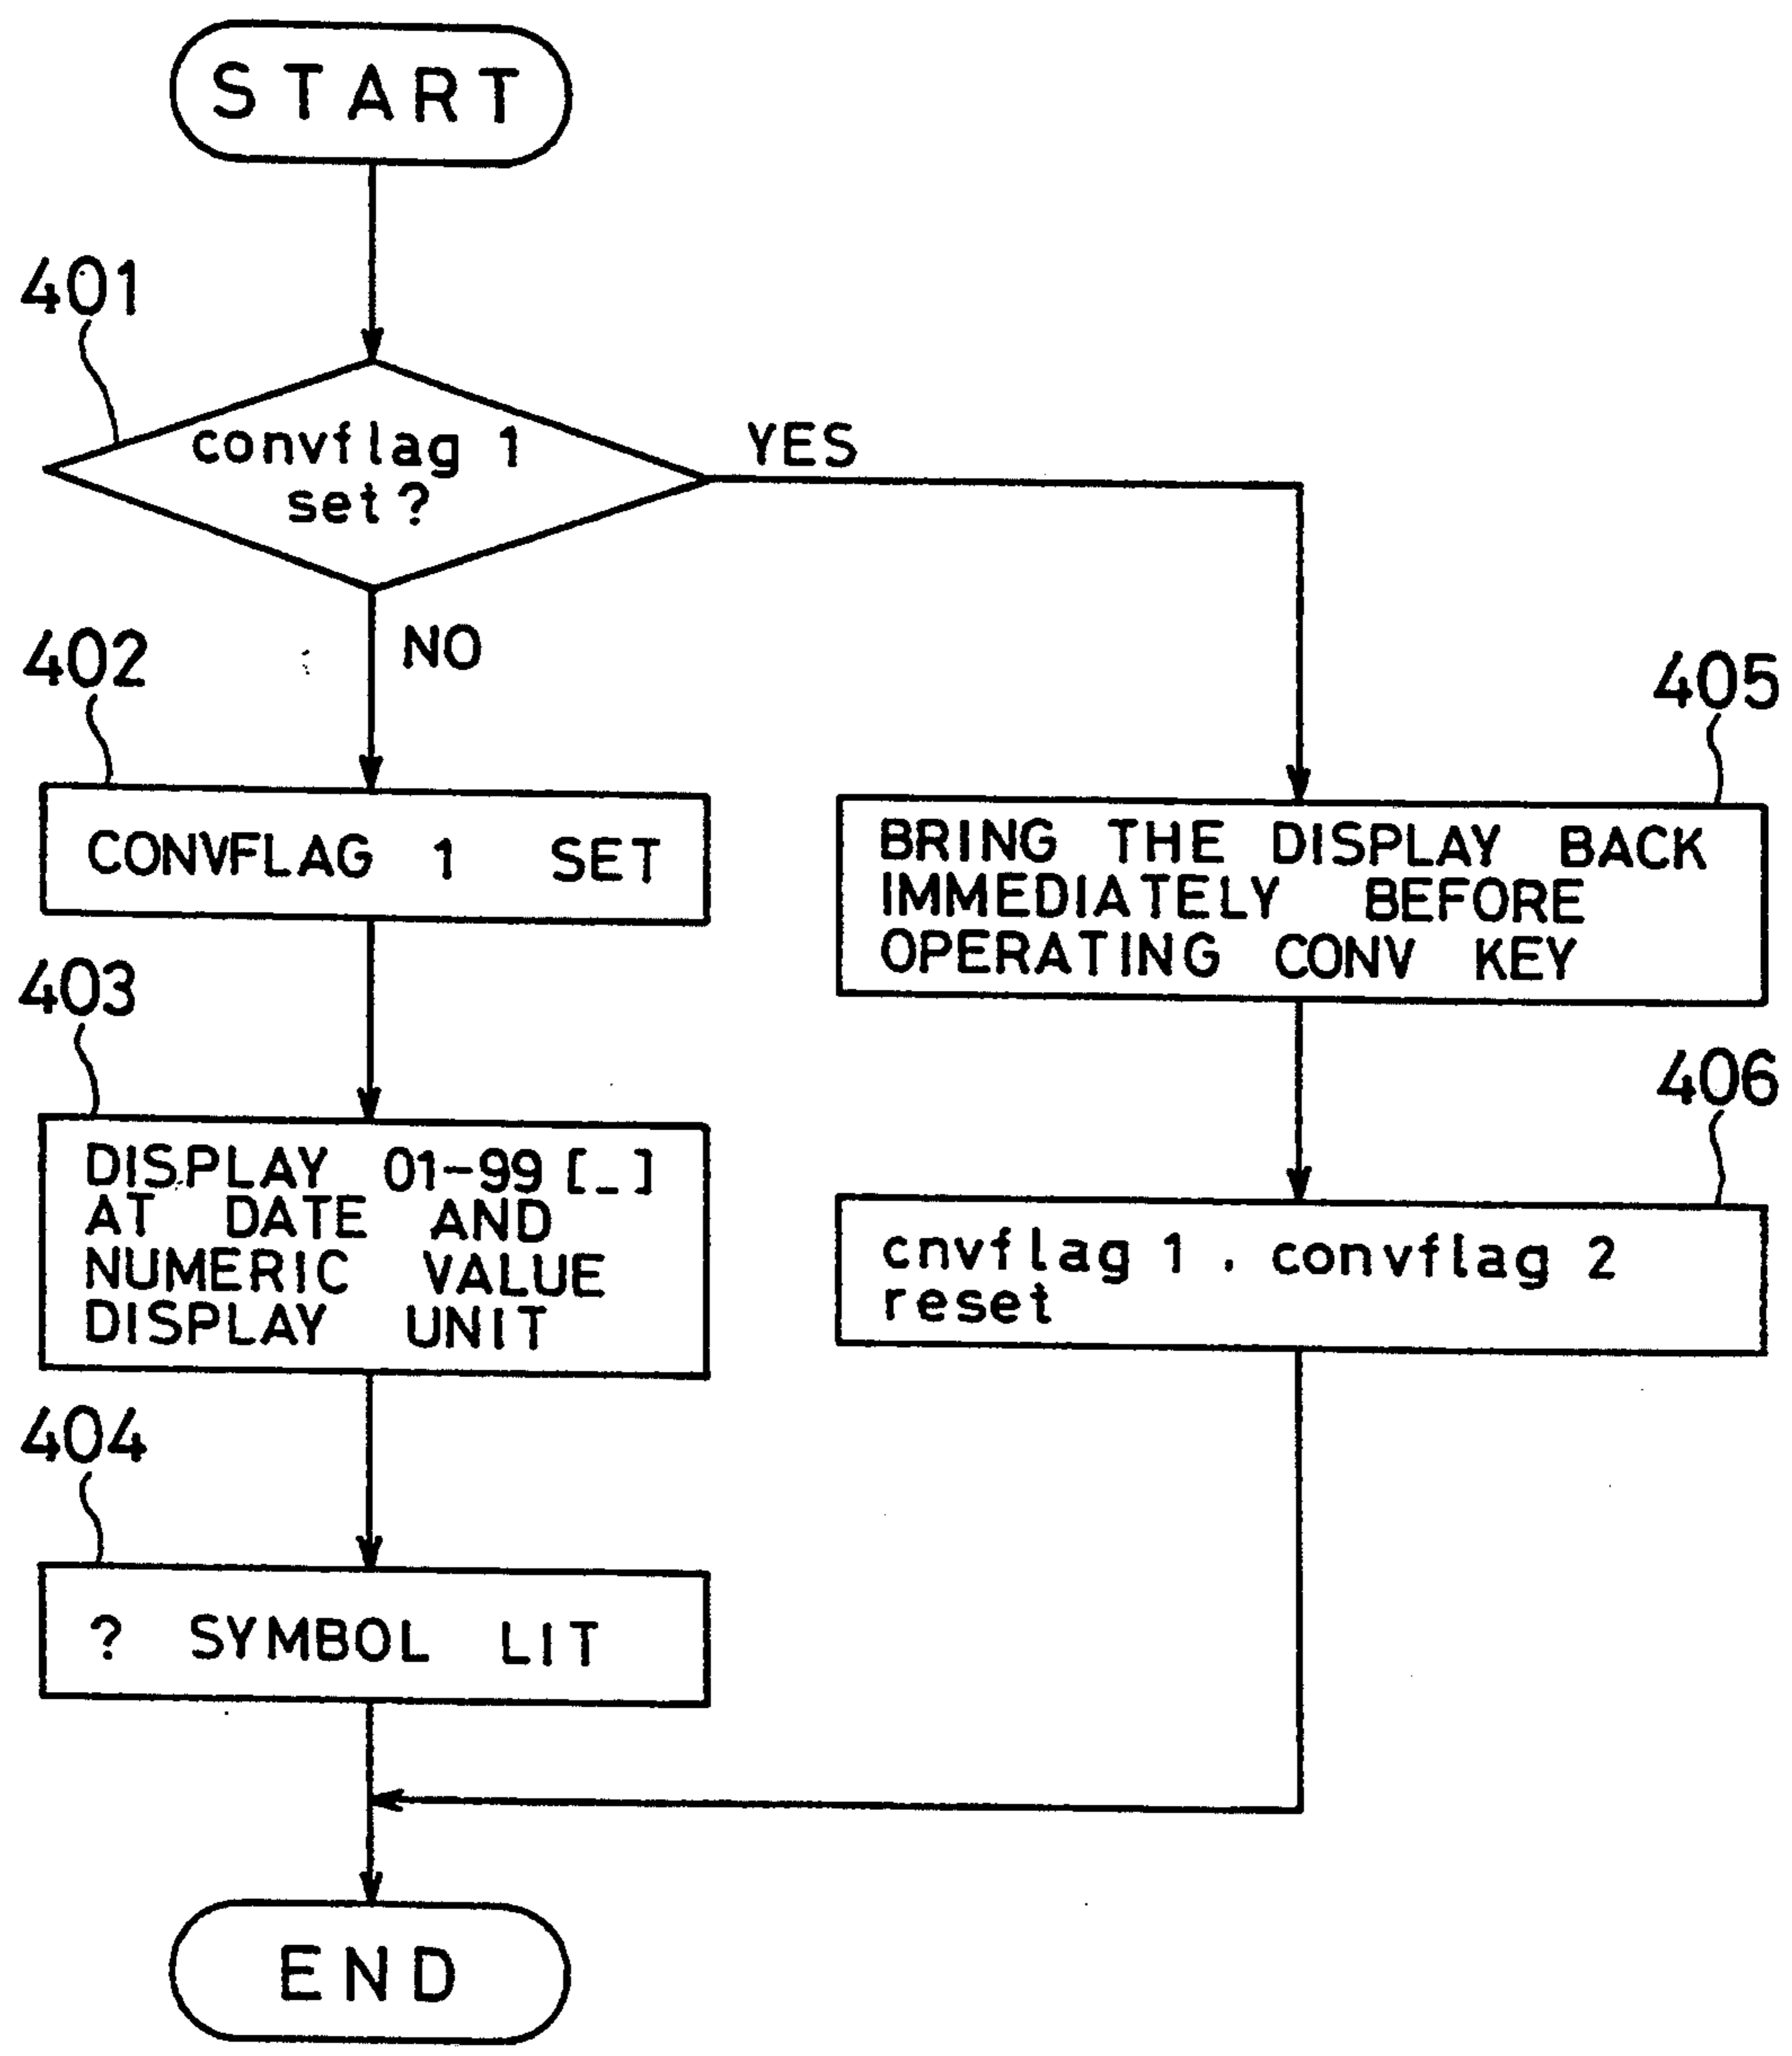 START
401
convflag 1
set?
YES
NO
402
CONVFLAG 1 SET
403
DISPLAY 01-99 [_]
AT DATE AND
NUMERIC VALUE
DISPLAY UNIT
404
? SYMBOL LIT
405
BRING THE DISPLAY BACK
IMMEDIATELY BEFORE
OPERATING CONV KEY
406
cnvflag 1 . convflag 2
reset
END